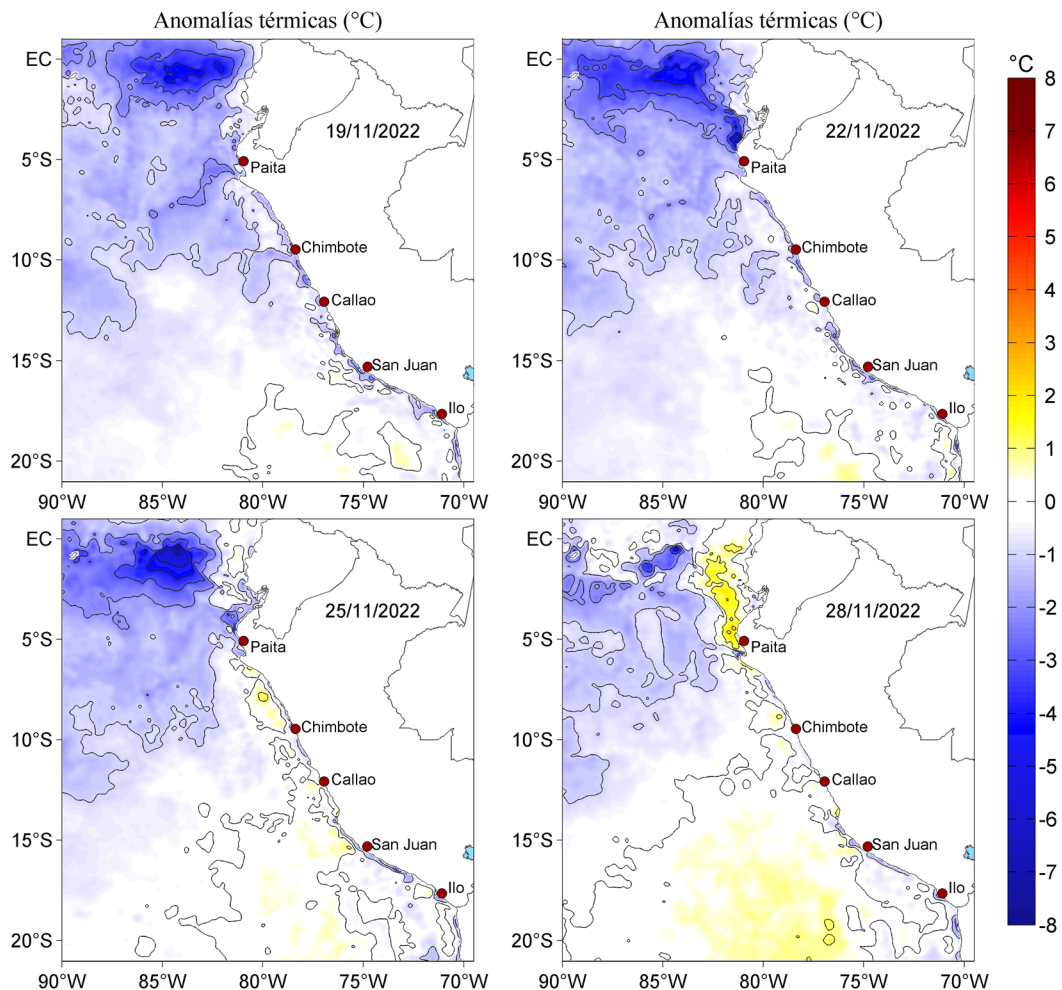 Anomalías térmicas (°C)
Anomalías térmicas (°C)
EC
5°S
10°S
15°S
20°S
90°W
85°W
80°W
75°W
70°W
19/11/2022
Paita
Chimbote
Callao
San Juan
Ilo
EC
5°S
10°S
15°S
20°S
90°W
85°W
80°W
75°W
70°W
22/11/2022
Paita
Chimbote
Callao
San Juan
Ilo
EC
5°S
10°S
15°S
20°S
90°W
85°W
80°W
75°W
70°W
25/11/2022
Paita
Chimbote
Callao
San Juan
Ilo
EC
5°S
10°S
15°S
20°S
90°W
85°W
80°W
75°W
70°W
28/11/2022
Paita
Chimbote
Callao
San Juan
Ilo
°C
8
7
6
5
4
3
2
1
0
-1
-2
-3
-4
-5
-6
-7
-8